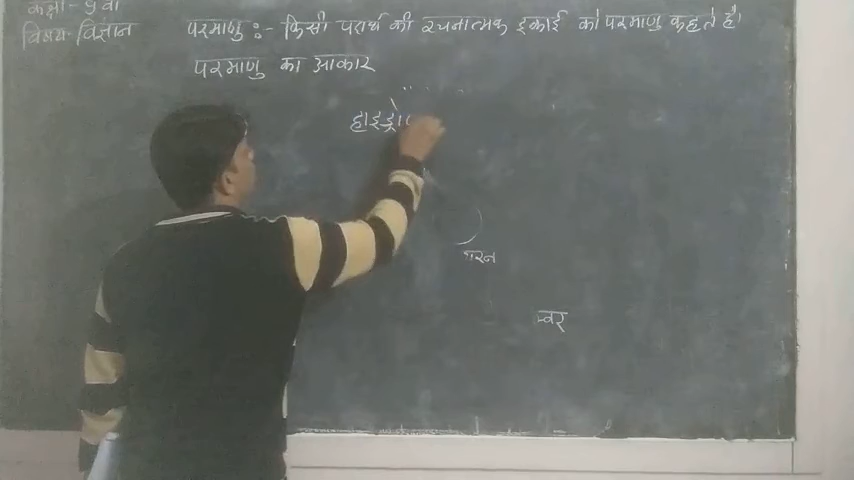 कक्षा- 9 वीं
विषय- विज्ञान
परमाणु :- किसी पदार्थ की रचनात्मक इकाई को परमाणु कहते हैं।
परमाणु का आकार
हाइड्रो